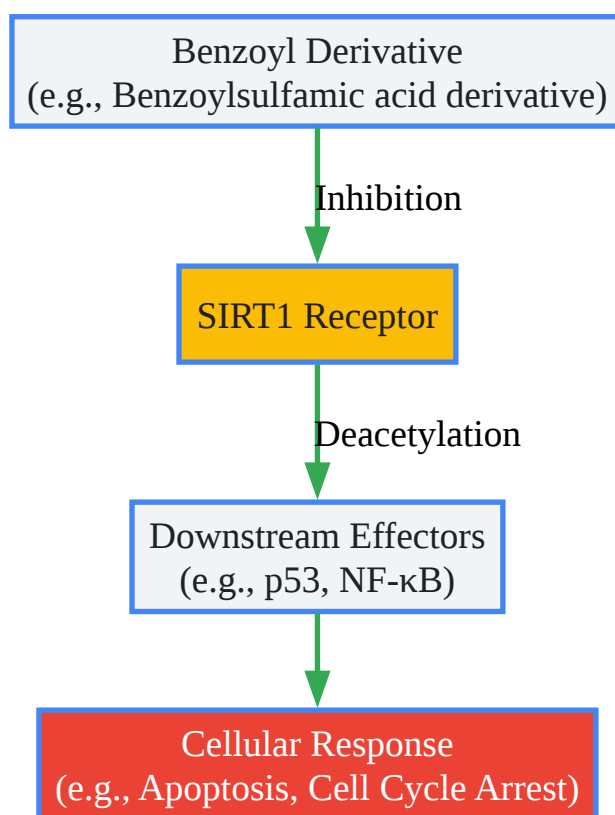 Benzoyl Derivative
(e.g., Benzoylsulfamic acid derivative)
Inhibition
SIRT1 Receptor
Deacetylation
Downstream Effectors
(e.g., p53, NF-κB)
Cellular Response
(e.g., Apoptosis, Cell Cycle Arrest)